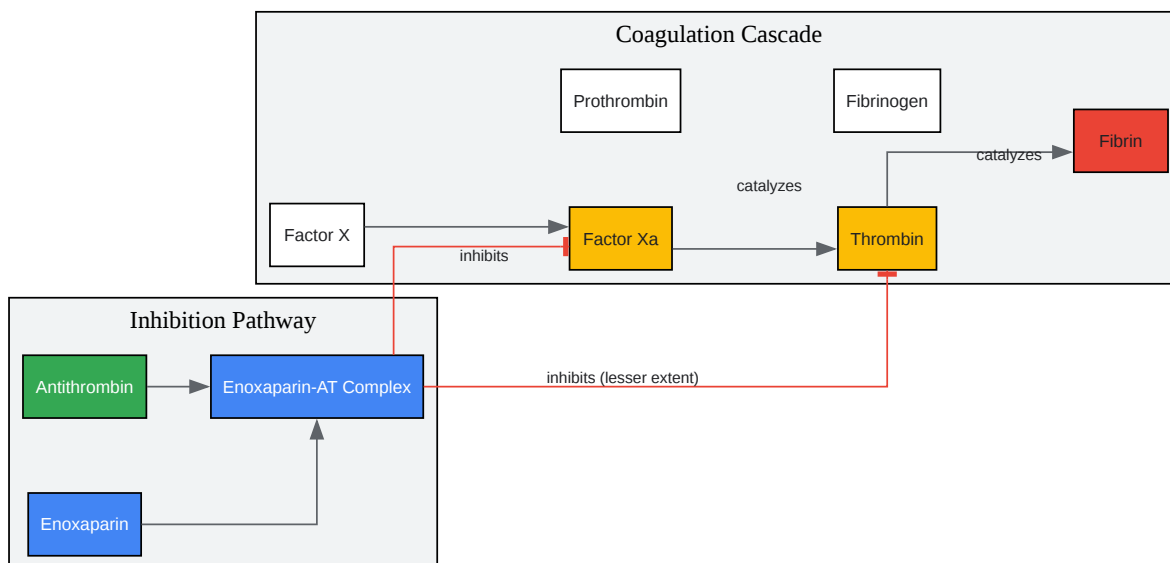 Coagulation Cascade
Prothrombin
Fibrinogen
Fibrin
catalyzes
catalyzes
Factor X
Factor Xa
Thrombin
inhibits
Inhibition Pathway
Antithrombin
Enoxaparin-AT Complex
inhibits (lesser extent)
Enoxaparin